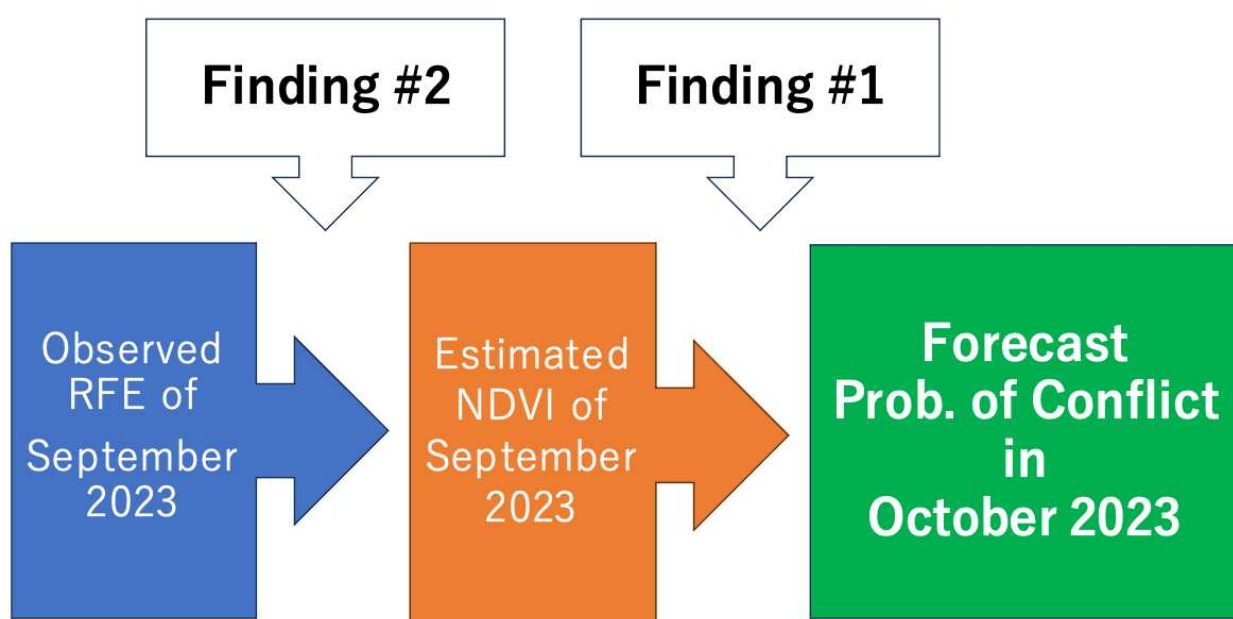 Finding #2
Finding #1
Observed
RFE of
September
2023
Estimated
NDVI of
September
2023
Forecast
Prob. of Conflict
in
October 2023